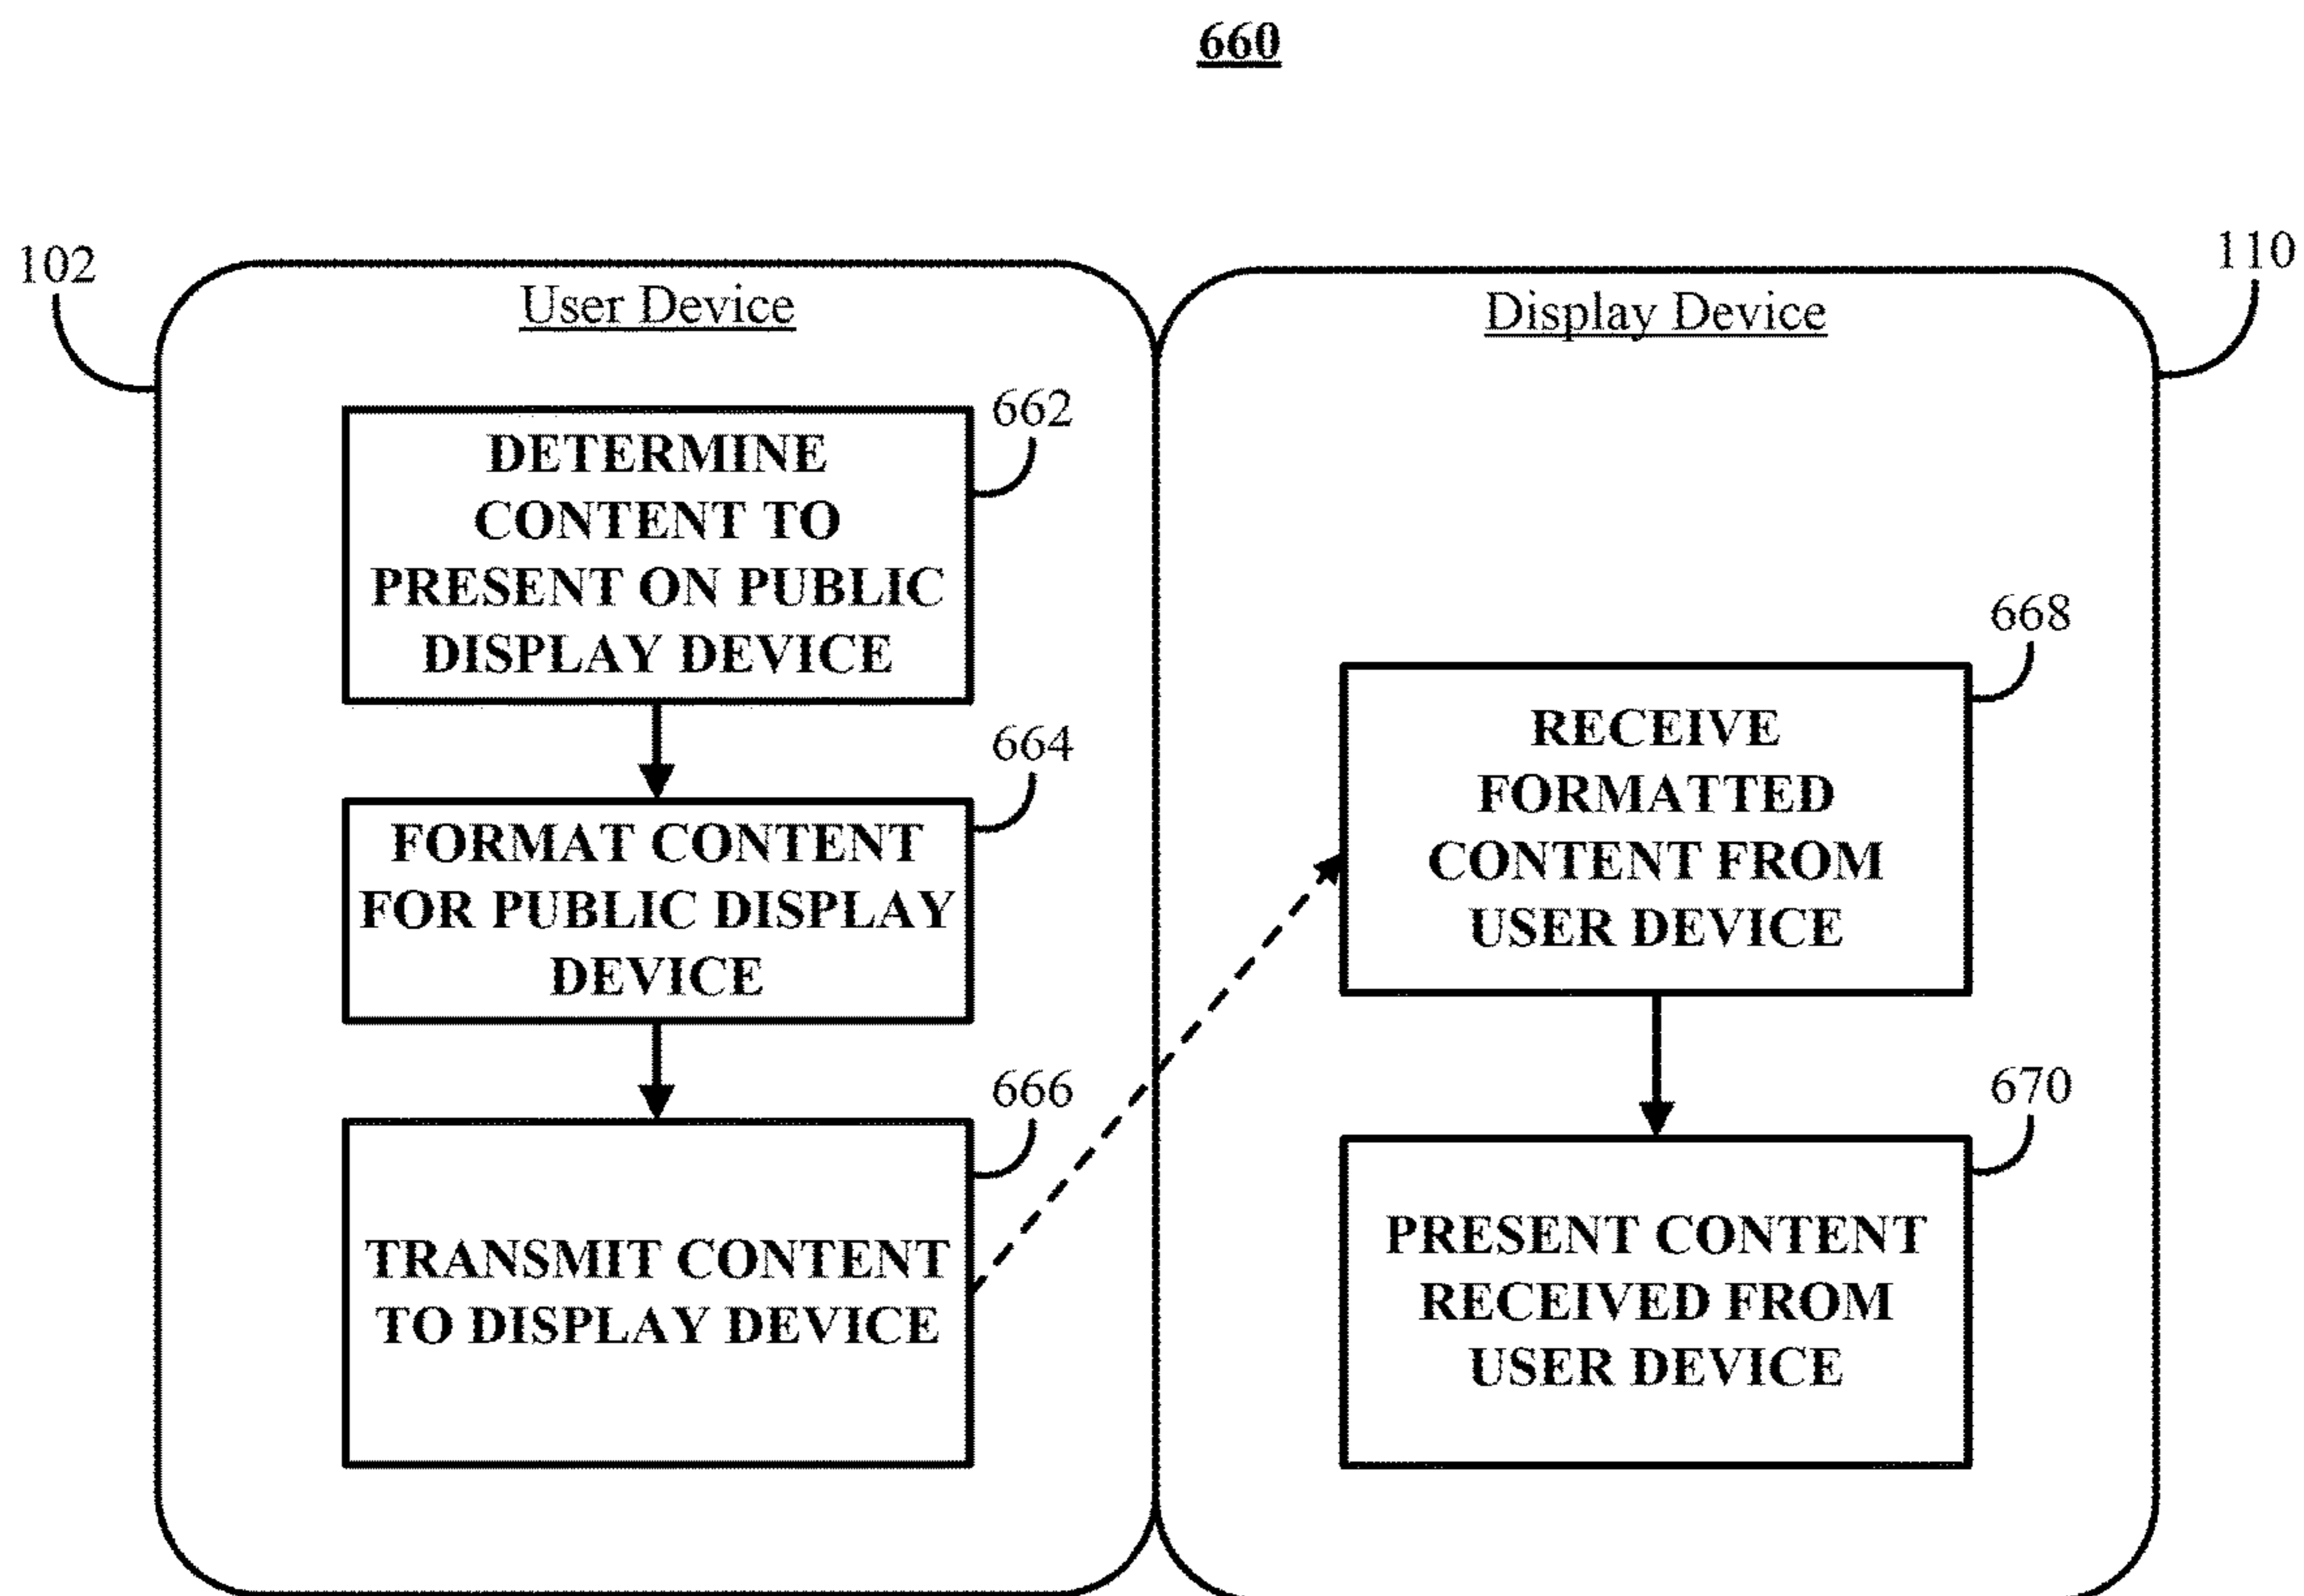 660
102
110
User Device
Display Device
662
DETERMINE
CONTENT TO
PRESENT ON PUBLIC
DISPLAY DEVICE
664
FORMAT CONTENT
FOR PUBLIC DISPLAY
DEVICE
666
TRANSMIT CONTENT
TO DISPLAY DEVICE
668
RECEIVE
FORMATTED
CONTENT FROM
USER DEVICE
670
PRESENT CONTENT
RECEIVED FROM
USER DEVICE